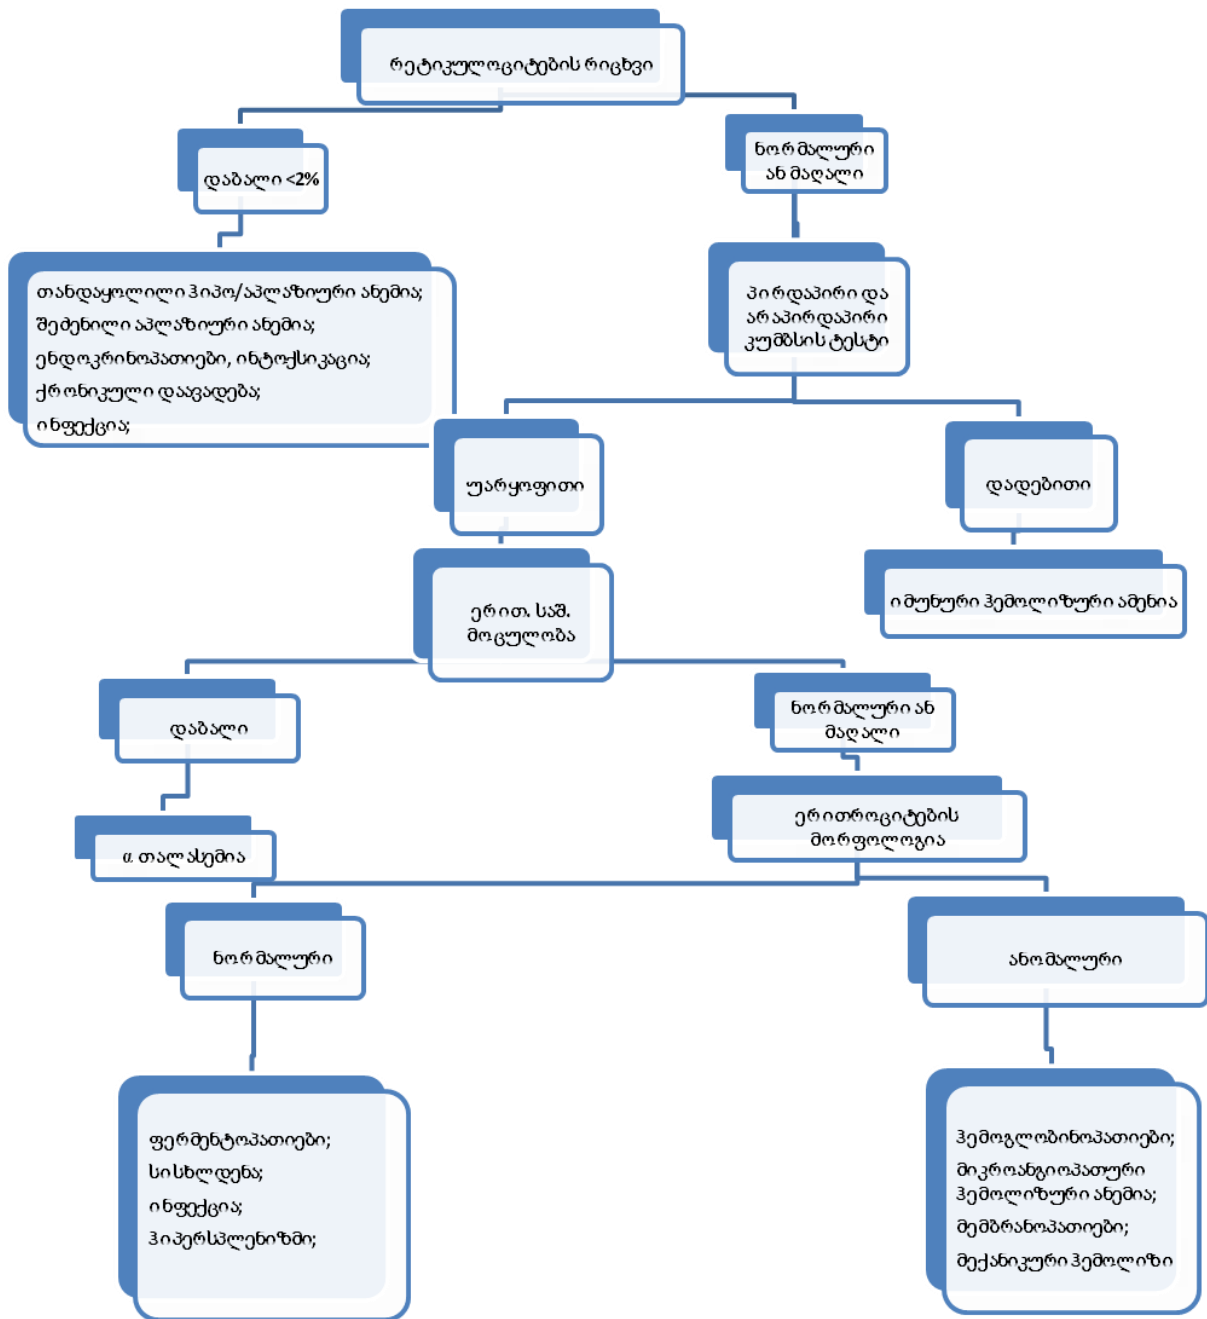 რეტიკულოციტების რიცხვი
დაბალი <2%
ნორმალური
ან მაღალი
თანდაყოლილი ჰიპო/აპლაზიური ანემია;
შეძენილი აპლაზიური ანემია;
ენდოკრინოპათიები, ინტოქსიკაცია;
ქრონიკული დაავადება;
ინფექცია;
პირდაპირი და
არაპირდაპირი
კუმბსის ტესტი
უარყოფითი
დადებითი
ერით. საშ.
მოცულობა
იმუნური ჰემოლიზური ამენია
დაბალი
ნორმალური ან
მაღალი
α თალასემია
ერითროციტების
მორფოლოგია
ნორმალური
ანომალური
ფერმენტოპათიები;
სისხლდენა;
ინფექცია;
ჰიპერსპლენიზმი;
ჰემოგლობინოპათიები;
მიკროანგიოპათური
ჰემოლიზური ანემია;
მემბრანოპათიები;
მექანიკური ჰემოლიზი